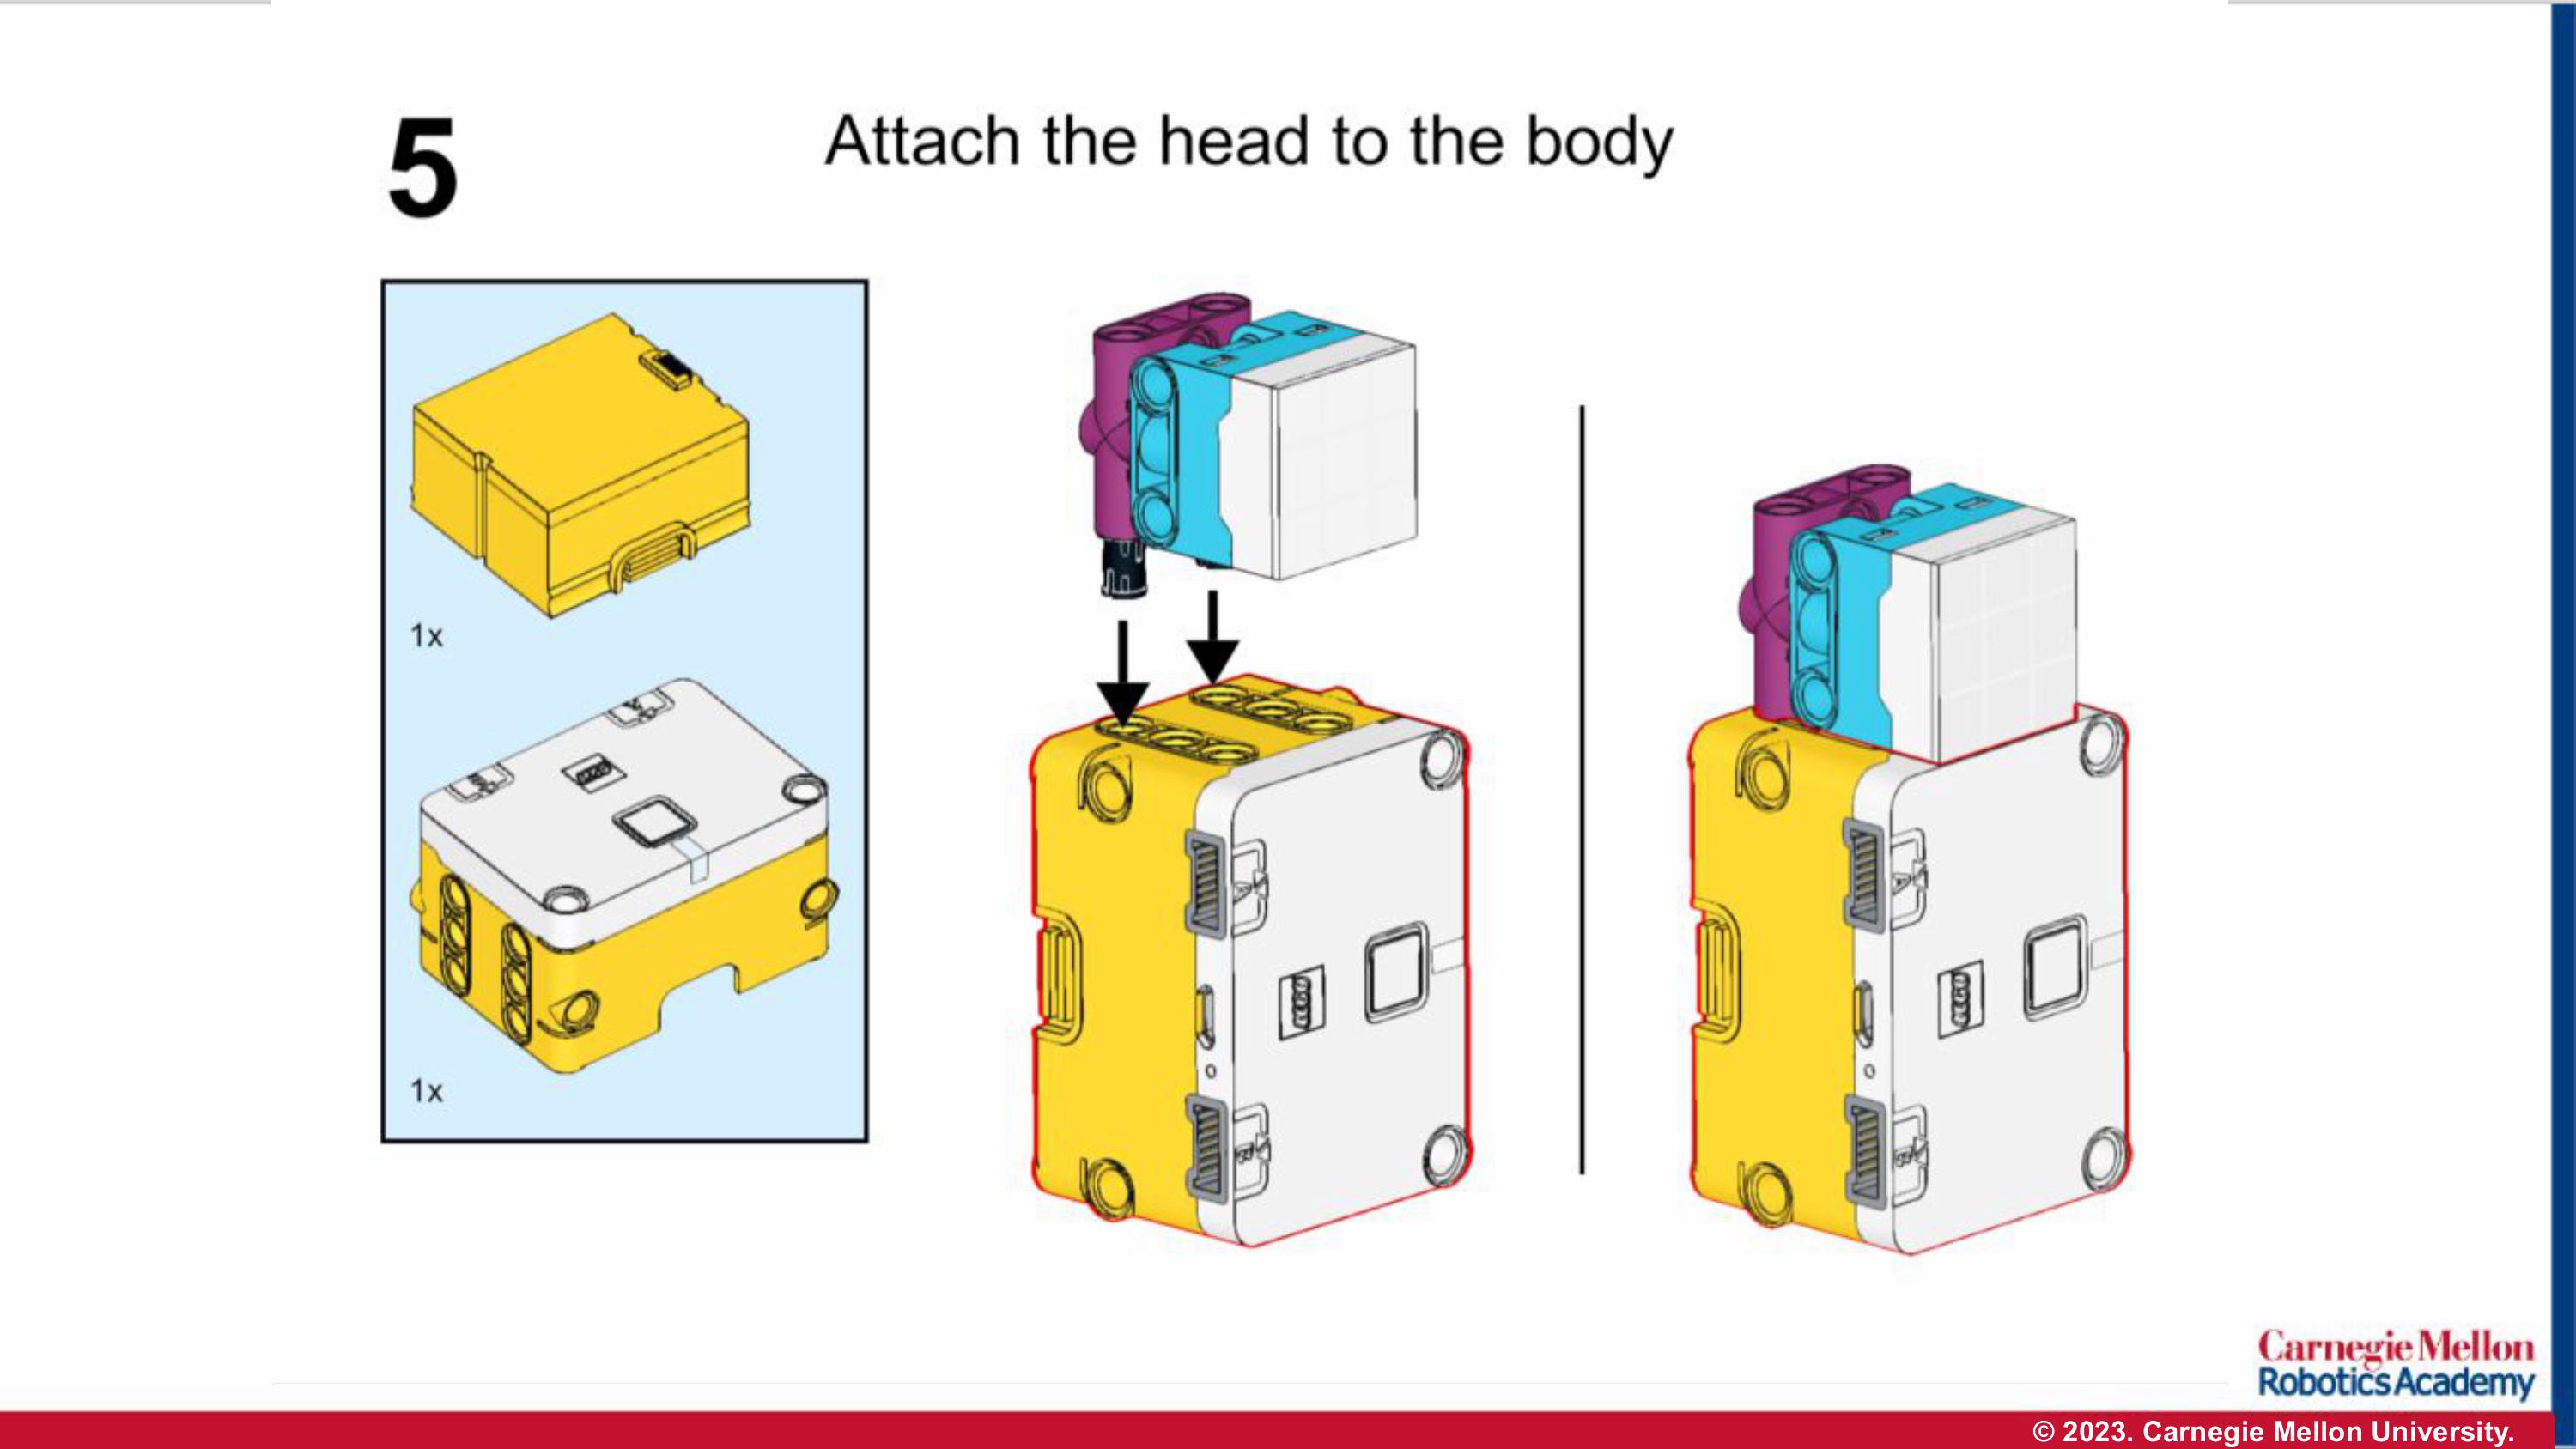 5
Attach the head to the body
1x
1x
Carnegie Mellon
Robotics Academy
© 2023. Carnegie Mellon University.